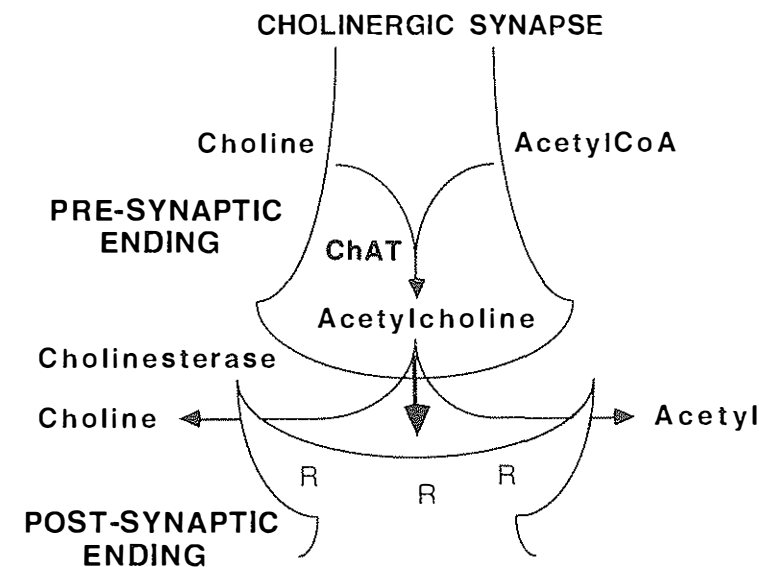 CHOLINERGIC SYNAPSE
Choline
AcetylCoA
PRE-SYNAPTIC
ENDING
ChAT
Acetylcholine
Cholinesterase
Choline
Acetyl
R
R
R
POST-SYNAPTIC
ENDING